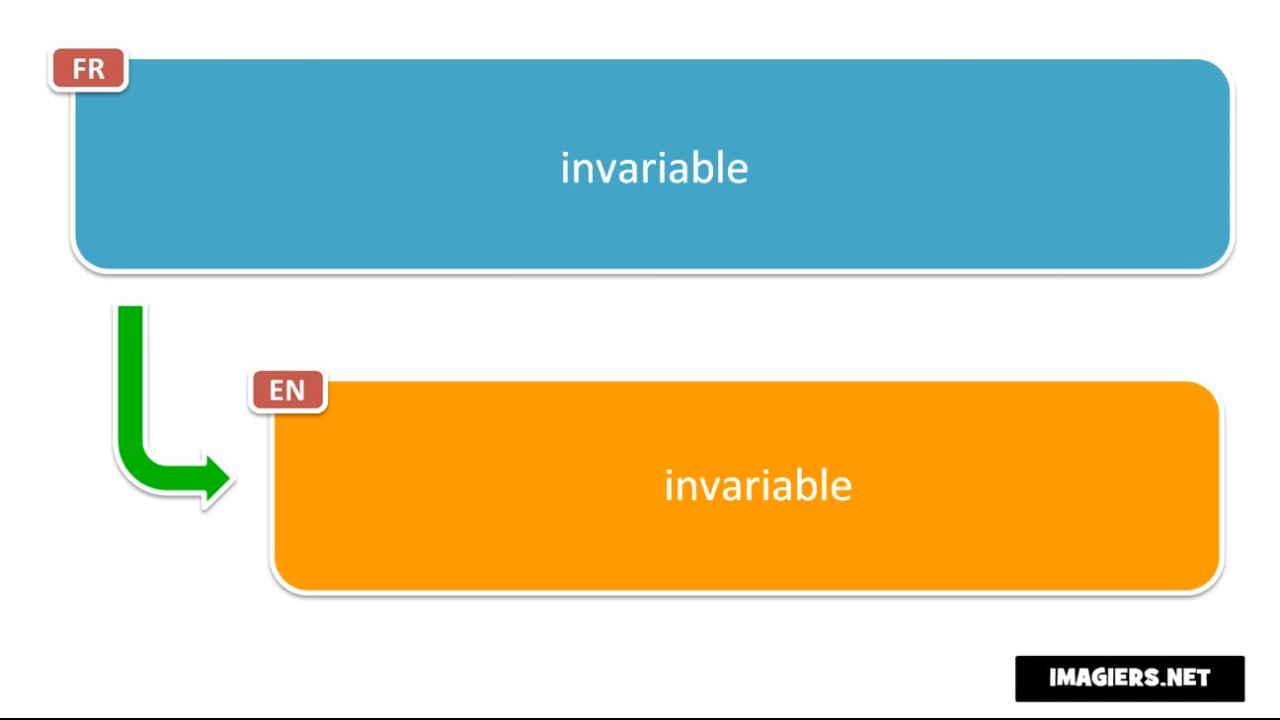 FR
invariable
EN
invariable
IMAGIERS.NET